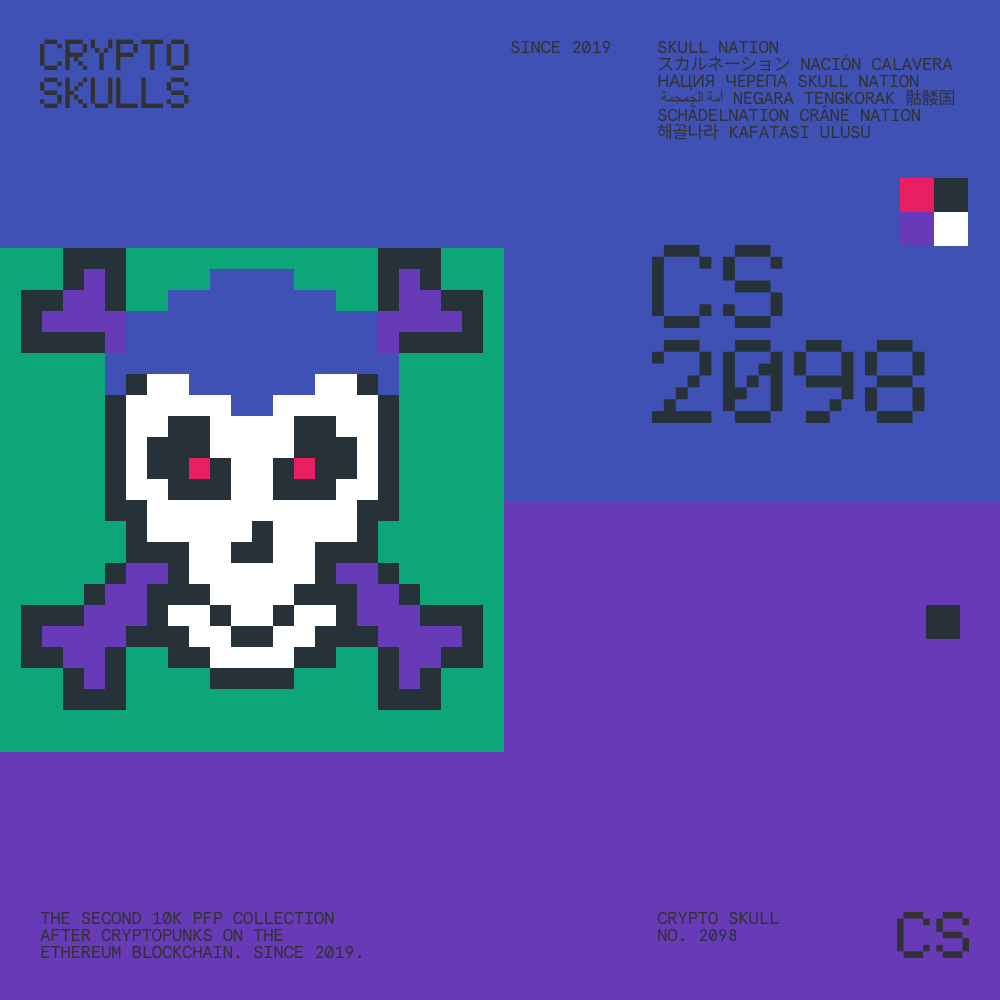 CRYPTO
SKULLS
SINCE 2019
SKULL NATION
スカルネーション NACIÓN CALAVERA
НАЦИЯ ЧЕРЕПА SKULL NATION
أمة الجمجمة NEGARA TENGKORAK 骷髅国
SCHÄDELNATION CRÂNE NATION
해골나라 KAFATASI ULUSU
CS
2098
THE SECOND 10K PFP COLLECTION
AFTER CRYPTOPUNKS ON THE
ETHEREUM BLOCKCHAIN. SINCE 2019.
CRYPTO SKULL
NO. 2098
CS